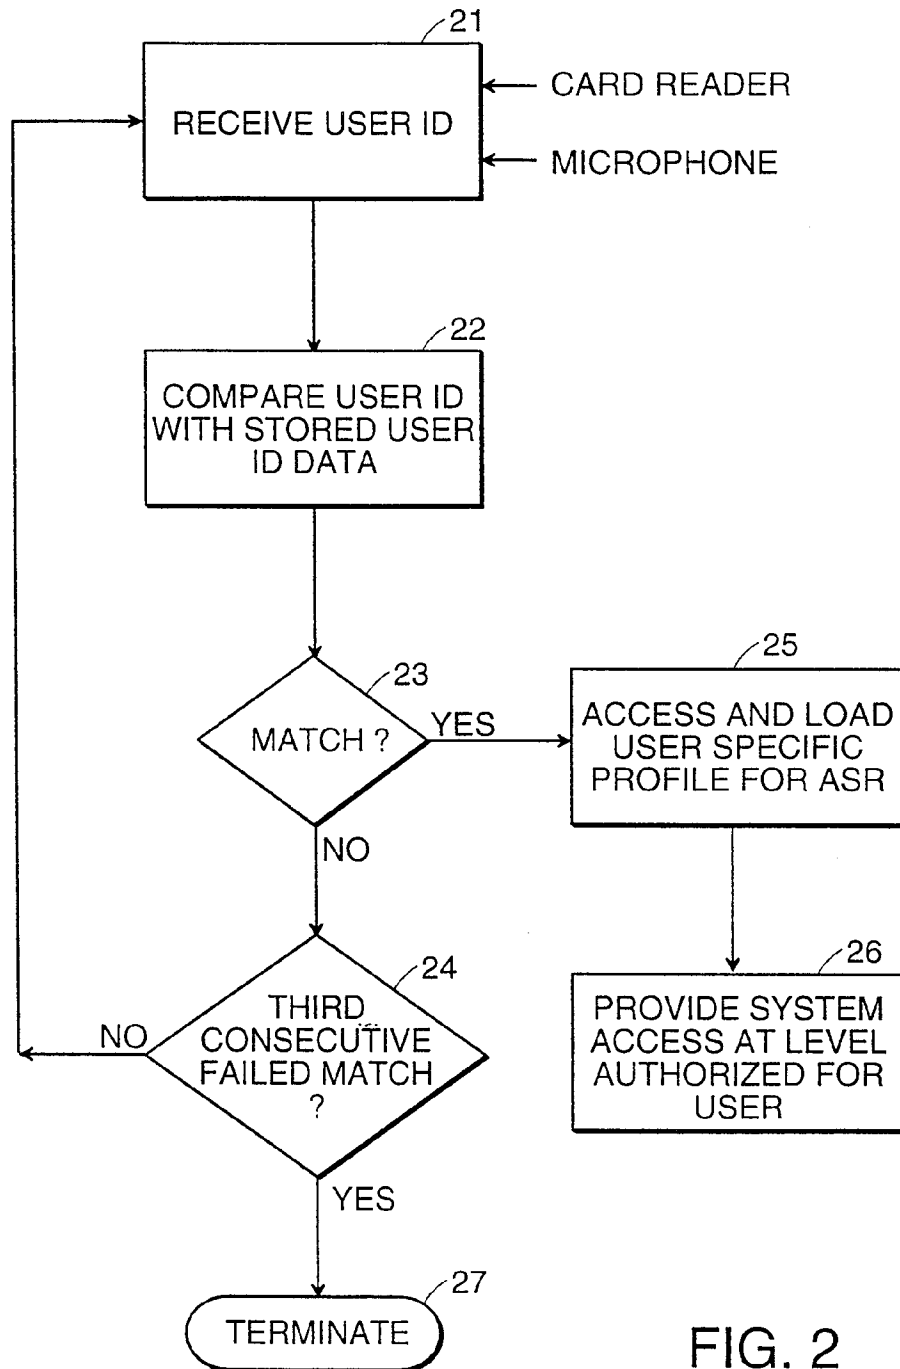 21
RECEIVE USER ID
CARD READER
MICROPHONE
22
COMPARE USER ID
WITH STORED USER
ID DATA
23
MATCH ?
YES
25
ACCESS AND LOAD
USER SPECIFIC
PROFILE FOR ASR
NO
24
THIRD
CONSECUTIVE
FAILED MATCH
?
NO
26
PROVIDE SYSTEM
ACCESS AT LEVEL
AUTHORIZED FOR
USER
YES
27
TERMINATE
FIG. 2